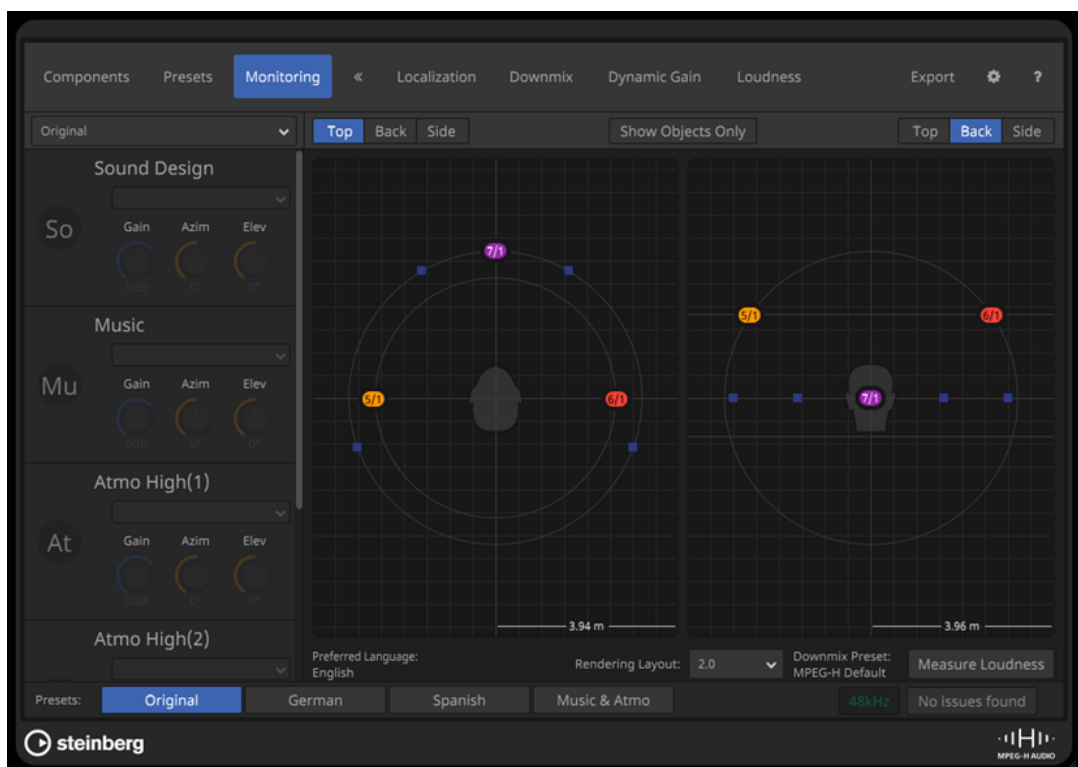 Components Presets Monitoring « Localization Downmix Dynamic Gain Loudness Export ?
Original
Top Back Side Show Objects Only Top Back Side
Sound Design
So
Gain Azim Elev
0dB 0° 0°
Music
Mu
Gain Azim Elev
0dB 0° 0°
Atmo High(1)
At
Gain Azim Elev
0dB 0° 0°
Atmo High(2)
7/1
5/1 6/1
3.94 m
5/1 6/1
7/1
3.96 m
Preferred Language:
English
Rendering Layout: 2.0
Downmix Preset:
MPEG-H Default
Measure Loudness
Presets: Original German Spanish Music & Atmo 48kHz No issues found
steinberg
MPEG-H AUDIO